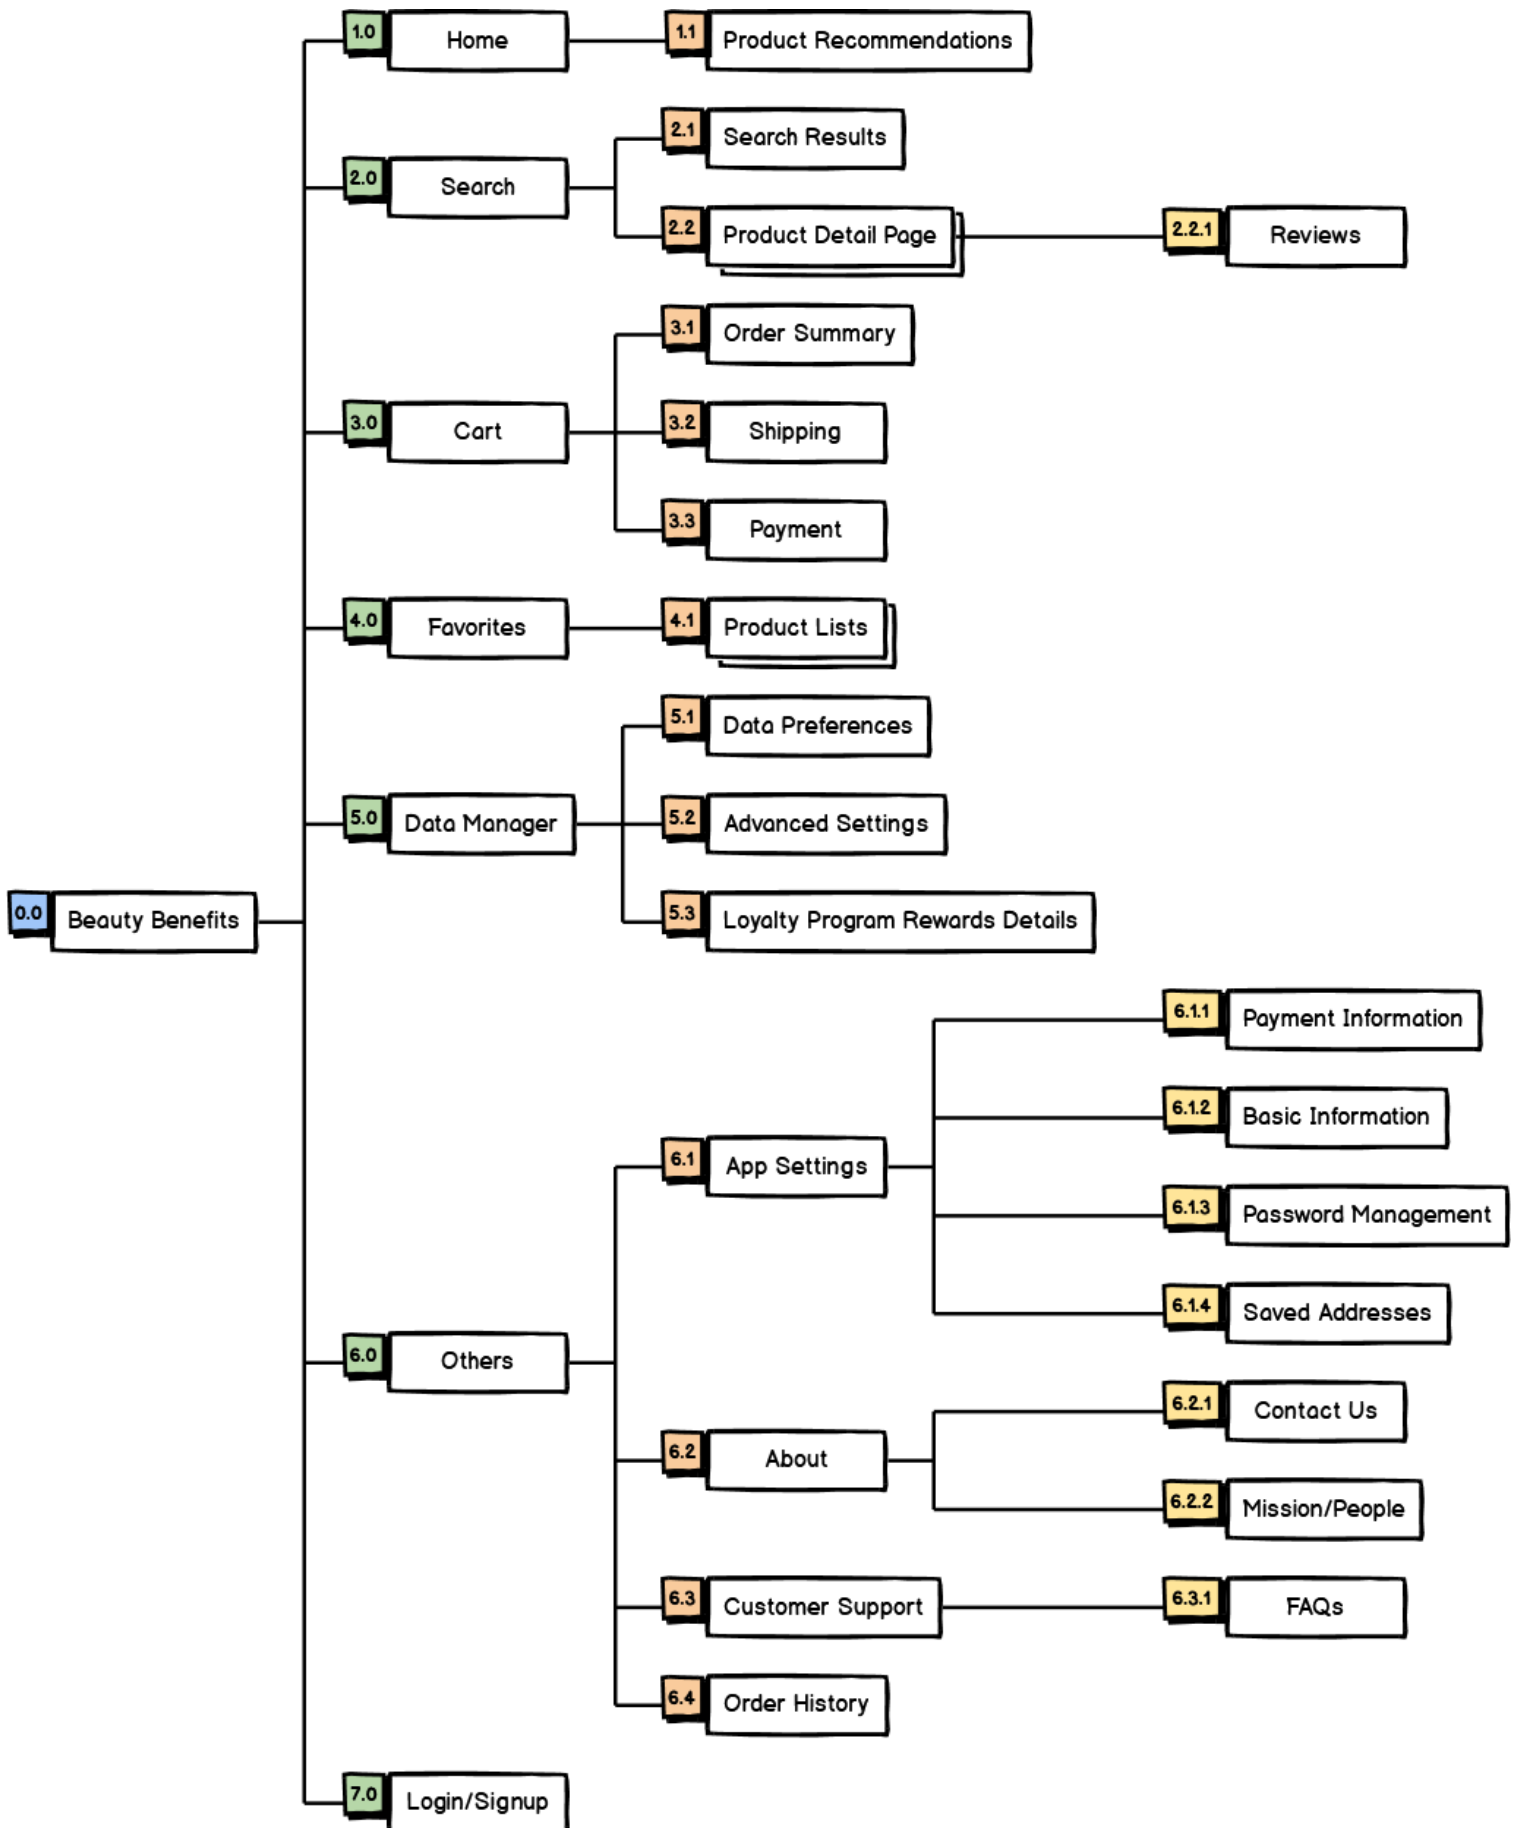 1.0 Home
1.1 Product Recommendations
2.0 Search
2.1 Search Results
2.2 Product Detail Page
2.2.1 Reviews
3.0 Cart
3.1 Order Summary
3.2 Shipping
3.3 Payment
4.0 Favorites
4.1 Product Lists
5.0 Data Manager
5.1 Data Preferences
5.2 Advanced Settings
5.3 Loyalty Program Rewards Details
0.0 Beauty Benefits
6.0 Others
6.1 App Settings
6.1.1 Payment Information
6.1.2 Basic Information
6.1.3 Password Management
6.1.4 Saved Addresses
6.2 About
6.2.1 Contact Us
6.2.2 Mission/People
6.3 Customer Support
6.3.1 FAQs
6.4 Order History
7.0 Login/Signup